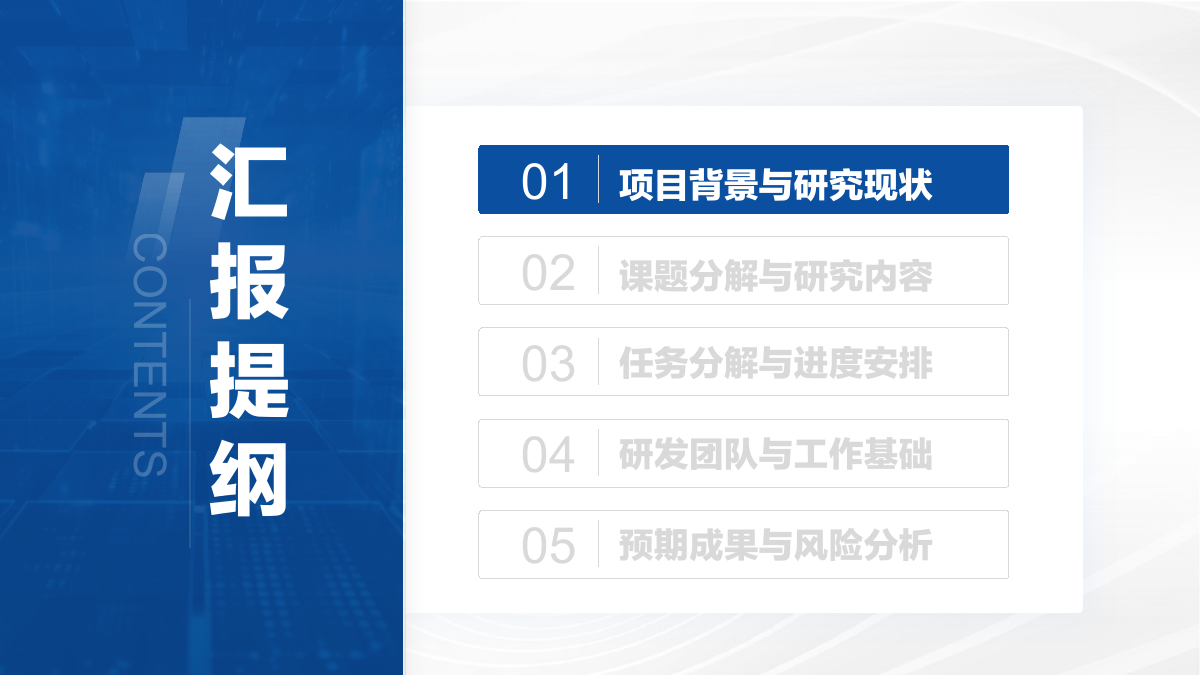 汇报提纲
CONTENTS
01 项目背景与研究现状
02 课题分解与研究内容
03 任务分解与进度安排
04 研发团队与工作基础
05 预期成果与风险分析